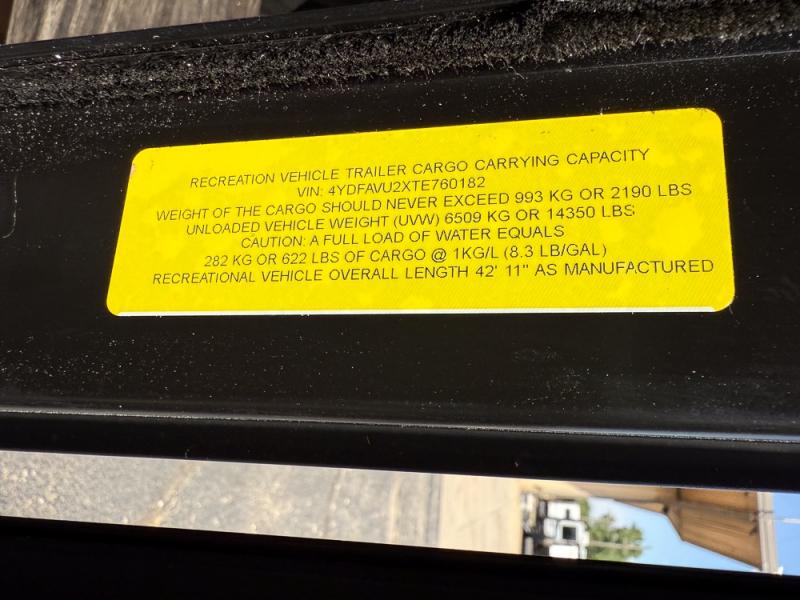 RECREATION VEHICLE TRAILER CARGO CARRYING CAPACITY
VIN: 4YDFAVU2XTE760182
WEIGHT OF THE CARGO SHOULD NEVER EXCEED 993 KG OR 2190 LBS
UNLOADED VEHICLE WEIGHT (UVW) 6509 KG OR 14350 LBS
CAUTION: A FULL LOAD OF WATER EQUALS
282 KG OR 622 LBS OF CARGO @ 1KG/L (8.3 LB/GAL)
RECREATIONAL VEHICLE OVERALL LENGTH 42' 11" AS MANUFACTURED